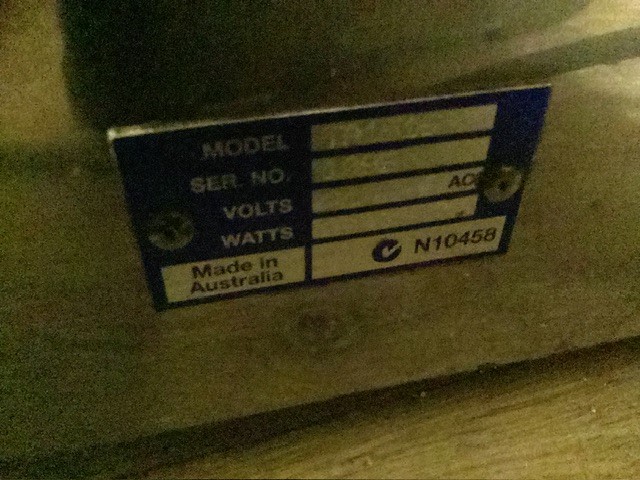 MODEL
SER. NO.
VOLTS AC
WATTS
Made in
Australia
N10458